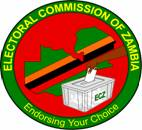 ELECTORAL COMMISSION OF ZAMBIA
ECZ
Endorsing Your Choice